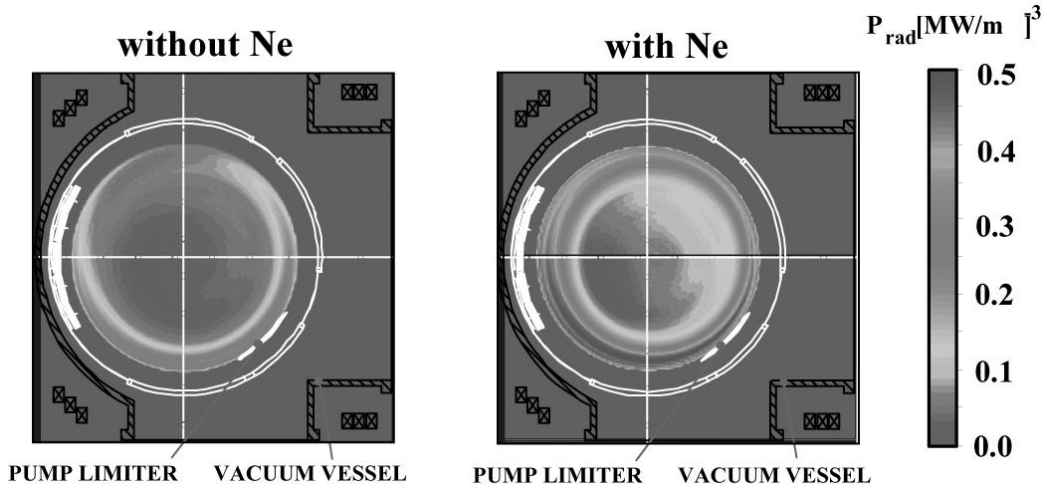 without Ne
with Ne
P rad[MW/m ]̄³
0.5
0.4
0.3
0.2
0.1
0.0
PUMP LIMITER
VACUUM VESSEL
PUMP LIMITER
VACUUM VESSEL